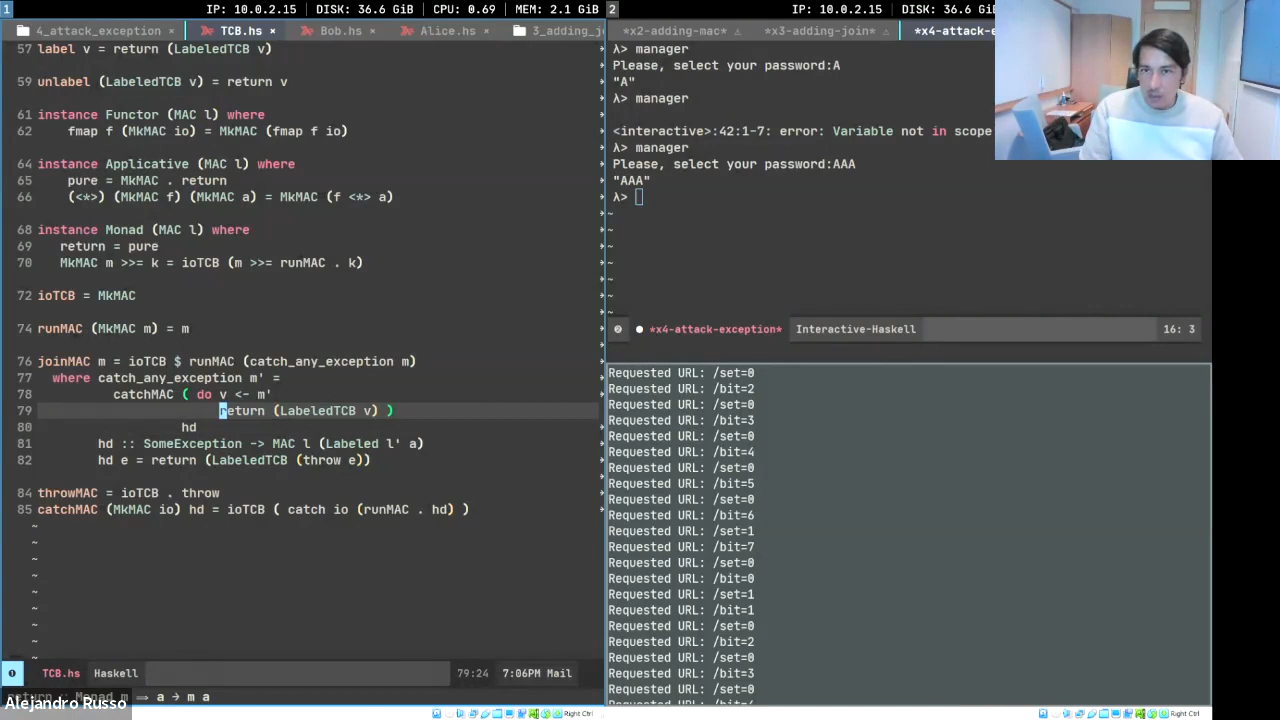 1 IP: 10.0.2.15 | DISK: 36.6 GiB | CPU: 0.69 | MEM: 2.1 GiB
4_attack_exception × TCB.hs × Bob.hs × Alice.hs × 3_adding_jo
57 label v = return (LabeledTCB v)
59 unlabel (LabeledTCB v) = return v
61 instance Functor (MAC l) where
62 fmap f (MkMAC io) = MkMAC (fmap f io)
64 instance Applicative (MAC l) where
65 pure = MkMAC . return
66 (<*>) (MkMAC f) (MkMAC a) = MkMAC (f <*> a)
68 instance Monad (MAC l) where
69 return = pure
70 MkMAC m >>= k = ioTCB (m >>= runMAC . k)
72 ioTCB = MkMAC
74 runMAC (MkMAC m) = m
76 joinMAC m = ioTCB $ runMAC (catch_any_exception m)
77 where catch_any_exception m' =
78 catchMAC ( do v <- m'
79 return (LabeledTCB v) )
80 hd
81 hd :: SomeException -> MAC l (Labeled l' a)
82 hd e = return (LabeledTCB (throw e))
84 throwMAC = ioTCB . throw
85 catchMAC (MkMAC io) hd = ioTCB ( catch io (runMAC . hd) )
~
~
~
~
~
~
~
~
~
TCB.hs Haskell 79:24 7:06PM Mail
return :: Monad m => a → m a
Alejandro Russo
Right Ctrl
2 IP: 10.0.2.15 | DISK: 36.6
*x2-adding-mac* *x3-adding-join* *x4-attack-e
λ> manager
Please, select your password:A
"A"
λ> manager
<interactive>:42:1-7: error: Variable not in scope
λ> manager
Please, select your password:AAA
"AAA"
λ>
~
~
~
~
~
~
~
*x4-attack-exception* Interactive-Haskell 16: 3
Requested URL: /set=0
Requested URL: /bit=2
Requested URL: /set=0
Requested URL: /bit=3
Requested URL: /set=0
Requested URL: /bit=4
Requested URL: /set=0
Requested URL: /bit=5
Requested URL: /set=0
Requested URL: /bit=6
Requested URL: /set=1
Requested URL: /bit=7
Requested URL: /set=0
Requested URL: /bit=0
Requested URL: /set=1
Requested URL: /bit=1
Requested URL: /set=0
Requested URL: /bit=2
Requested URL: /set=0
Requested URL: /bit=3
Requested URL: /set=0
Right Ctrl